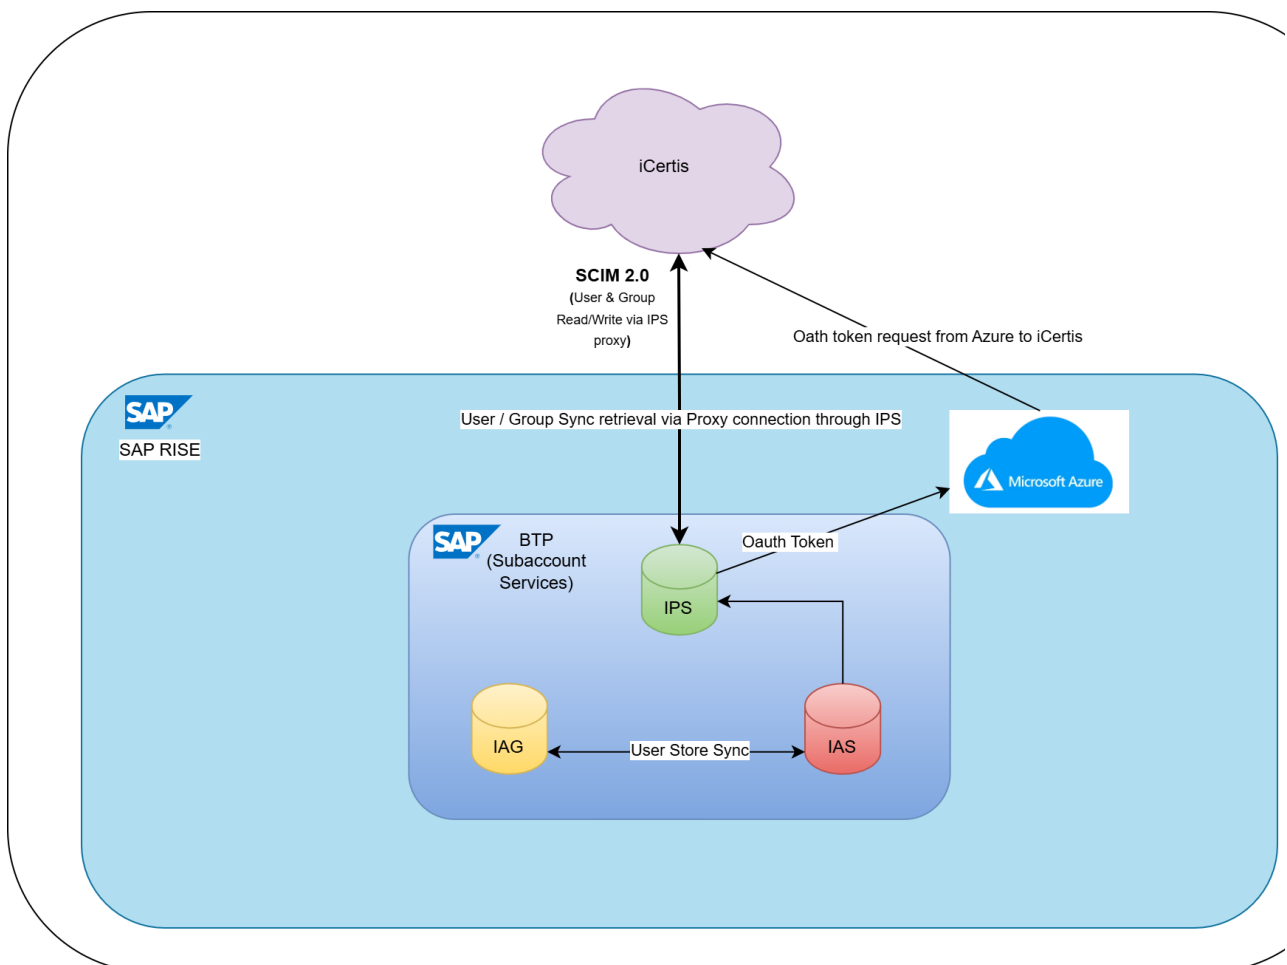 iCertis
SCIM 2.0
(User & Group
Read/Write via IPS
proxy)
Oath token request from Azure to iCertis
SAP
SAP RISE
User / Group Sync retrieval via Proxy connection through IPS
Microsoft Azure
SAP
BTP
(Subaccount
Services)
Oauth Token
IPS
IAG
User Store Sync
IAS